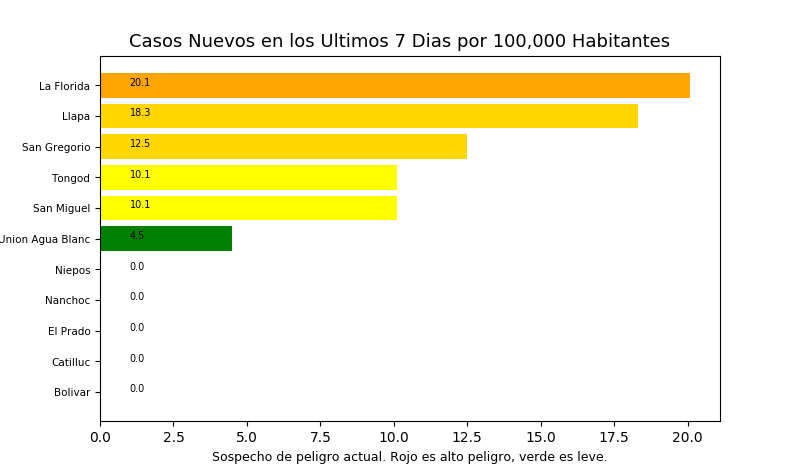 Casos Nuevos en los Ultimos 7 Dias por 100,000 Habitantes
La Florida 20.1
Llapa 18.3
San Gregorio 12.5
Tongod 10.1
San Miguel 10.1
Union Agua Blanc 4.5
Niepos 0.0
Nanchoc 0.0
El Prado 0.0
Catilluc 0.0
Bolivar 0.0
0.0 2.5 5.0 7.5 10.0 12.5 15.0 17.5 20.0
Sospecho de peligro actual. Rojo es alto peligro, verde es leve.